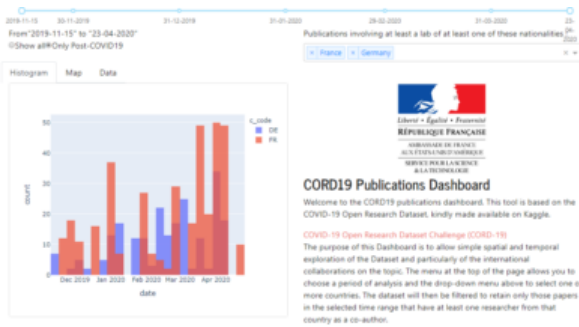 2019-11-15 30-11-2019 31-12-2019 31-01-2020 29-02-2020 31-03-2020 23-04-2020
From"2019-11-15" to "23-04-2020"
Show all Only Post-COVID19
Publications involving at least a lab of at least one of these nationalities
× France × Germany
Histogram Map Data
c_code
DE
FR
50
40
30
20
10
0
count
Dec 2019 Jan 2020 Feb 2020 Mar 2020 Apr 2020
date
Liberté • Égalité • Fraternité
RÉPUBLIQUE FRANÇAISE
AMBASSADE DE FRANCE
AUX ÉTATS-UNIS D'AMÉRIQUE
SERVICE POUR LA SCIENCE
& LA TECHNOLOGIE
CORD19 Publications Dashboard
Welcome to the CORD19 publications dashboard. This tool is based on the
COVID-19 Open Research Dataset, kindly made available on Kaggle.
COVID-19 Open Research Dataset Challenge (CORD-19)
The purpose of this Dashboard is to allow simple spatial and temporal
exploration of the Dataset and particularly of the international
collaborations on the topic. The menu at the top of the page allows you to
choose a period of analysis and the drop-down menu above to select one o
more countries. The dataset will then be filtered to retain only those papers
in the selected time range that have at least one researcher from that
country as a co-author.